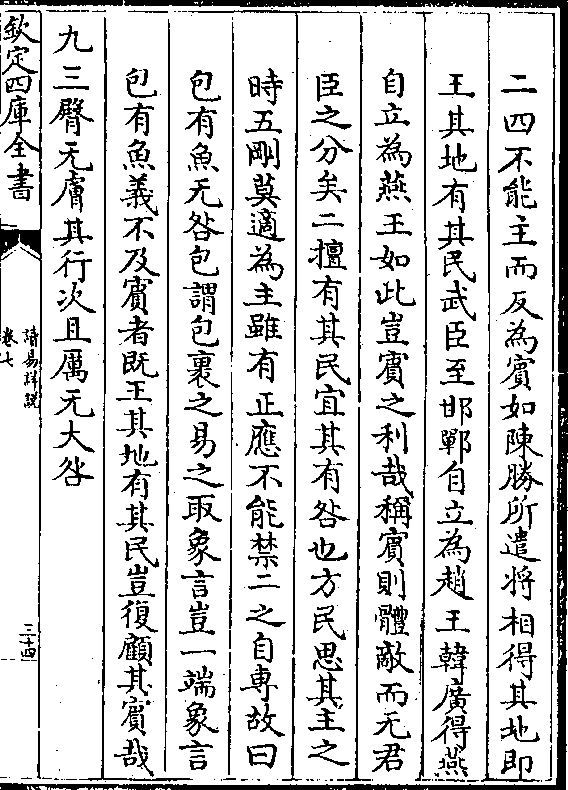 二四不能主而反為賓如陳勝所遣将相得其地即
王其地有其民武臣至邯鄲自立為趙王韓廣得燕
自立為燕王如此豈賓之利哉稱賓則體敵而无君
臣之分矣二擅有其民宜其有咎也方民思其主之
時五剛莫適為主雖有正應不能禁二之自專故曰
包有魚无咎包謂包裹之易之取象言豈一端象言
包有魚義不及賓者既王其地有其民豈復顧其賓哉
九三臀无膚其行次且厲无大咎
欽定四庫全書
讀易詳説
卷七
三十四